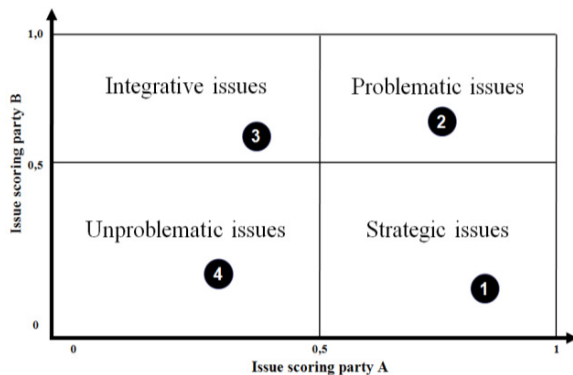 1,0
Integrative issues
Problematic issues
2
3
Issue scoring party B
0,5
Unproblematic issues
Strategic issues
4
1
0
0
0,5
1
Issue scoring party A